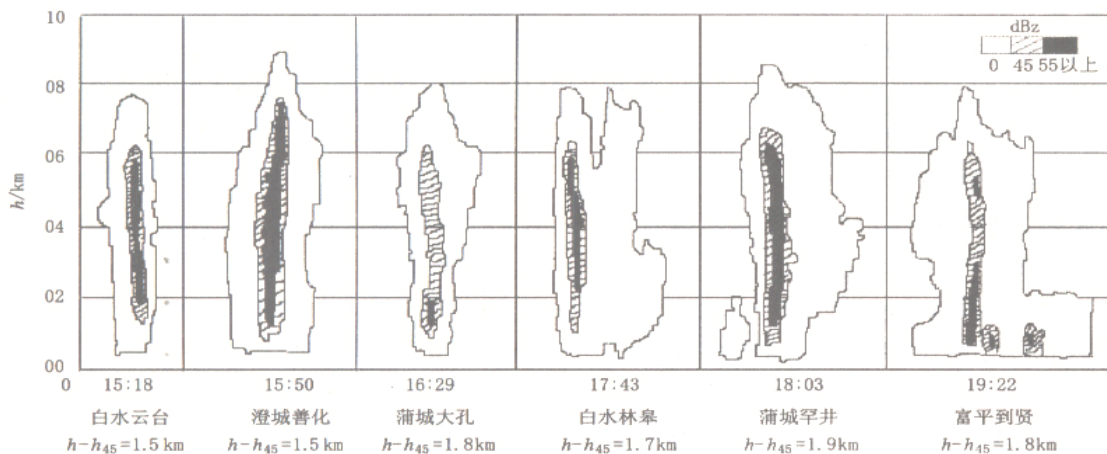 10
dBz
0 45 55以上
08
06
h/km
04
02
00
0 15:18 15:50 16:29 17:43 18:03 19:22
白水云台 澄城善化 蒲城大孔 白水林皋 蒲城罕井 富平到贤
h-h45=1.5 km h-h45=1.5 km h-h45=1.8 km h-h45=1.7km h-h45=1.9km h-h45=1.8km